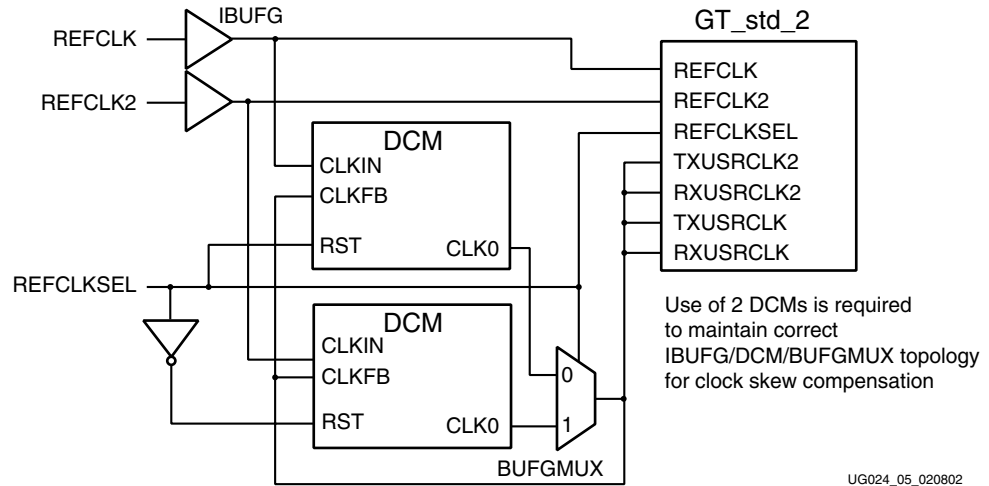 IBUFG
GT_std_2
REFCLK
REFCLK2
REFCLK
REFCLK2
REFCLKSEL
TXUSRCLK2
RXUSRCLK2
TXUSRCLK
RXUSRCLK
DCM
CLKIN
CLKFB
RST
CLK0
REFCLKSEL
DCM
CLKIN
CLKFB
RST
CLK0
0
1
BUFGMUX
Use of 2 DCMs is required
to maintain correct
IBUFG/DCM/BUFGMUX topology
for clock skew compensation
UG024_05_020802